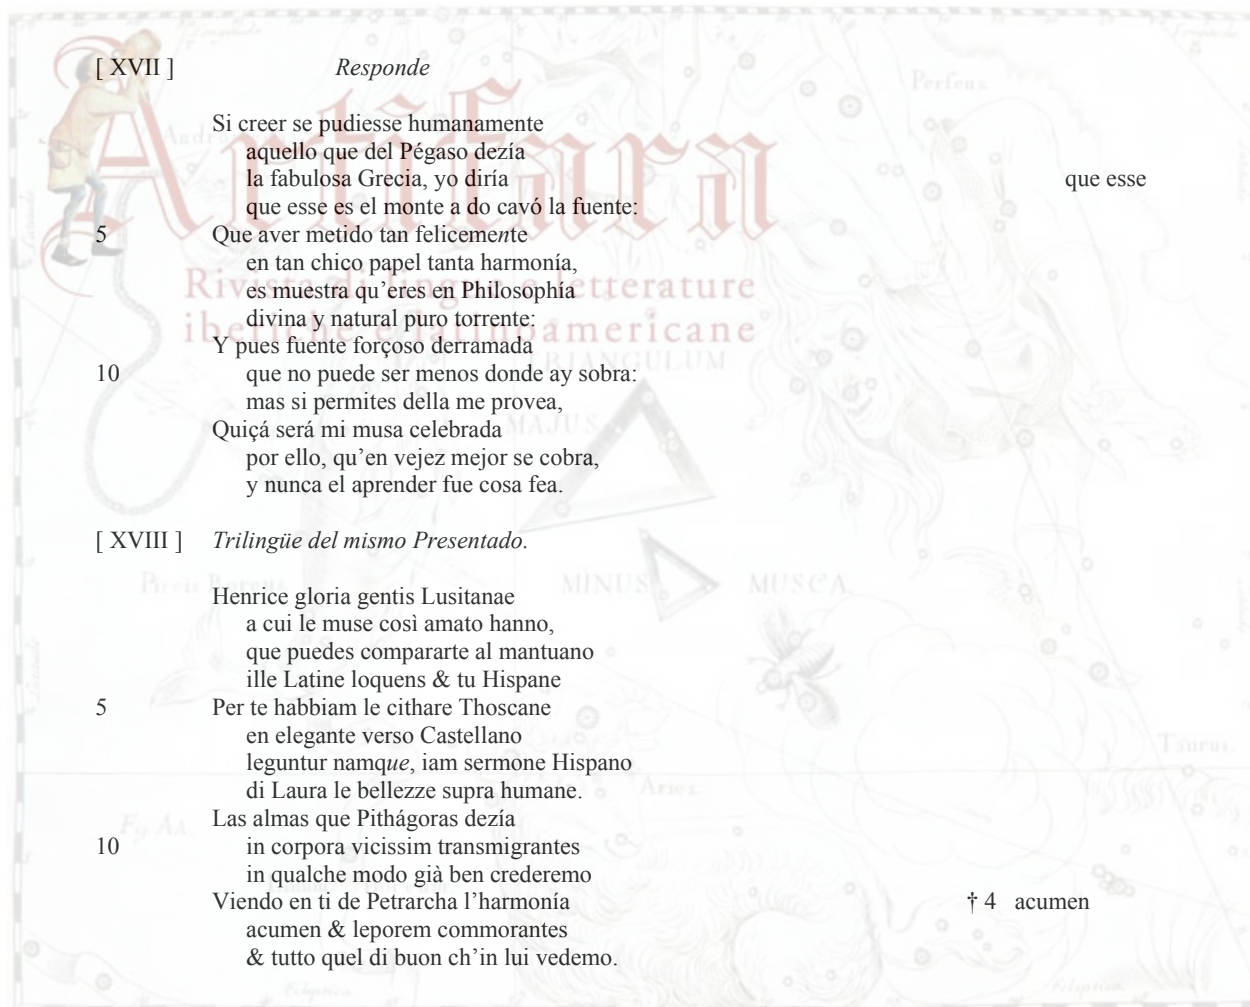 [ XVII ] Responde
Si creer se pudiesse humanamente
aquello que del Pégaso dezía
la fabulosa Grecia, yo diría que esse
que esse es el monte a do cavó la fuente:
5 Que aver metido tan felicemente
en tan chico papel tanta harmonía,
es muestra qu’eres en Philosophía
divina y natural puro torrente:
Y pues fuente forçoso derramada
10 que no puede ser menos donde ay sobra:
mas si permites della me provea,
Quiçá será mi musa celebrada
por ello, qu’en vejez mejor se cobra,
y nunca el aprender fue cosa fea.
[ XVIII ] Trilingüe del mismo Presentado.
Henrice gloria gentis Lusitanae
a cui le muse così amato hanno,
que puedes compararte al mantuano
ille Latine loquens & tu Hispane
5 Per te habbiam le cithare Thoscane
en elegante verso Castellano
leguntur namque, iam sermone Hispano
di Laura le bellezze supra humane.
Las almas que Pithágoras dezía
10 in corpora vicissim transmigrantes
in qualche modo già ben crederemo
Viendo en ti de Petrarcha l’harmonía † 4 acumen
acumen & leporem commorantes
& tutto quel di buon ch’in lui vedemo.
Artifara
Rivista di lingue e letterature
iberiche e latinoamericane
Perseus
TRIANGULUM
MAJUS
MINUS
MUSCA
Taurus
Aries